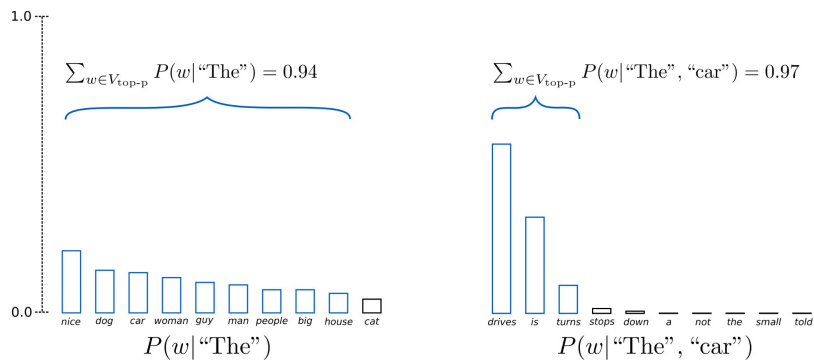 1.0
∑w∈Vtop-p P(w|“The”) = 0.94
∑w∈Vtop-p P(w|“The”, “car”) = 0.97
0.0
nice dog car woman guy man people big house cat
drives is turns stops down a not the small told
P(w|“The”)
P(w|“The”, “car”)